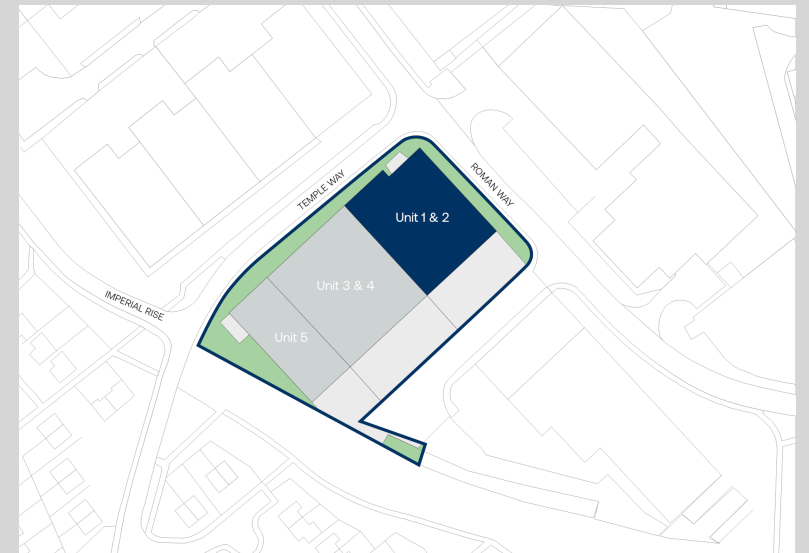 TEMPLE WAY
ROMAN WAY
Unit 1 & 2
Unit 3 & 4
IMPERIAL RISE
Unit 5